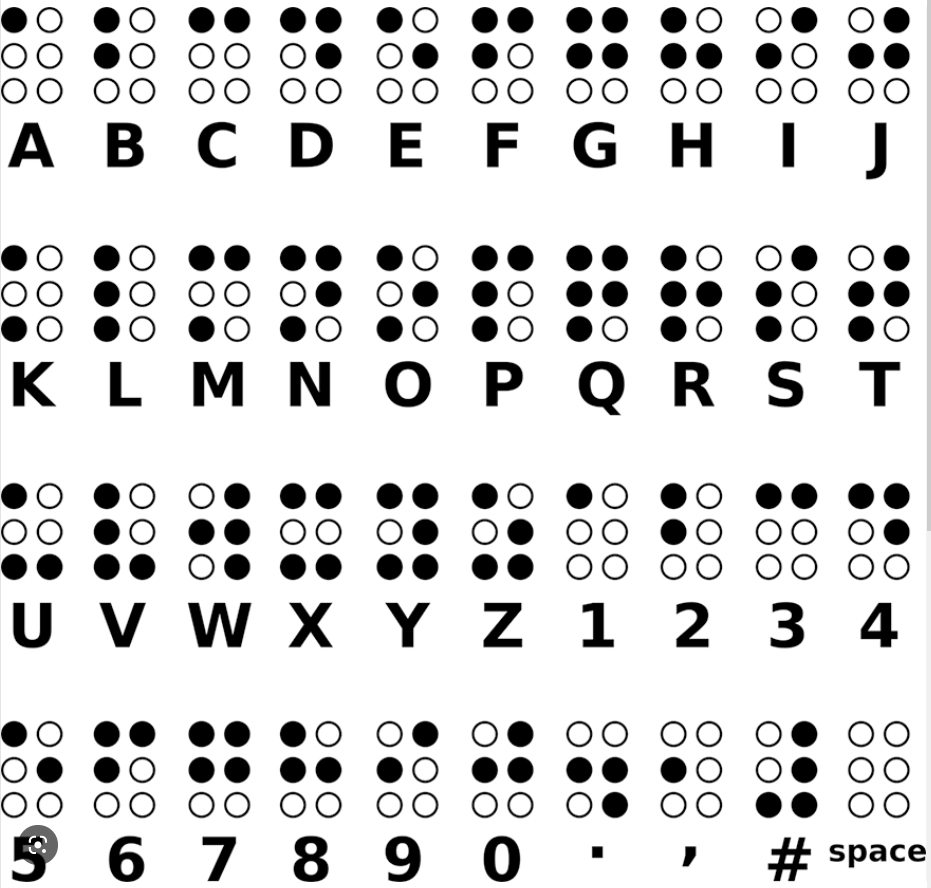 A B C D E F G H I J
K L M N O P Q R S T
U V W X Y Z 1 2 3 4
5 6 7 8 9 0 . , # space